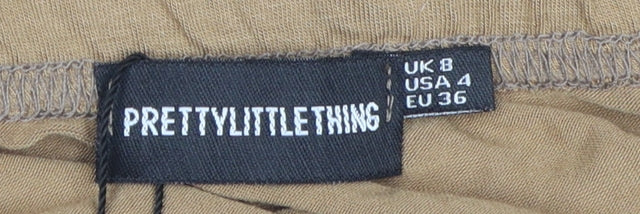 PRETTYLITTLETHING
UK 8
USA 4
EU 36